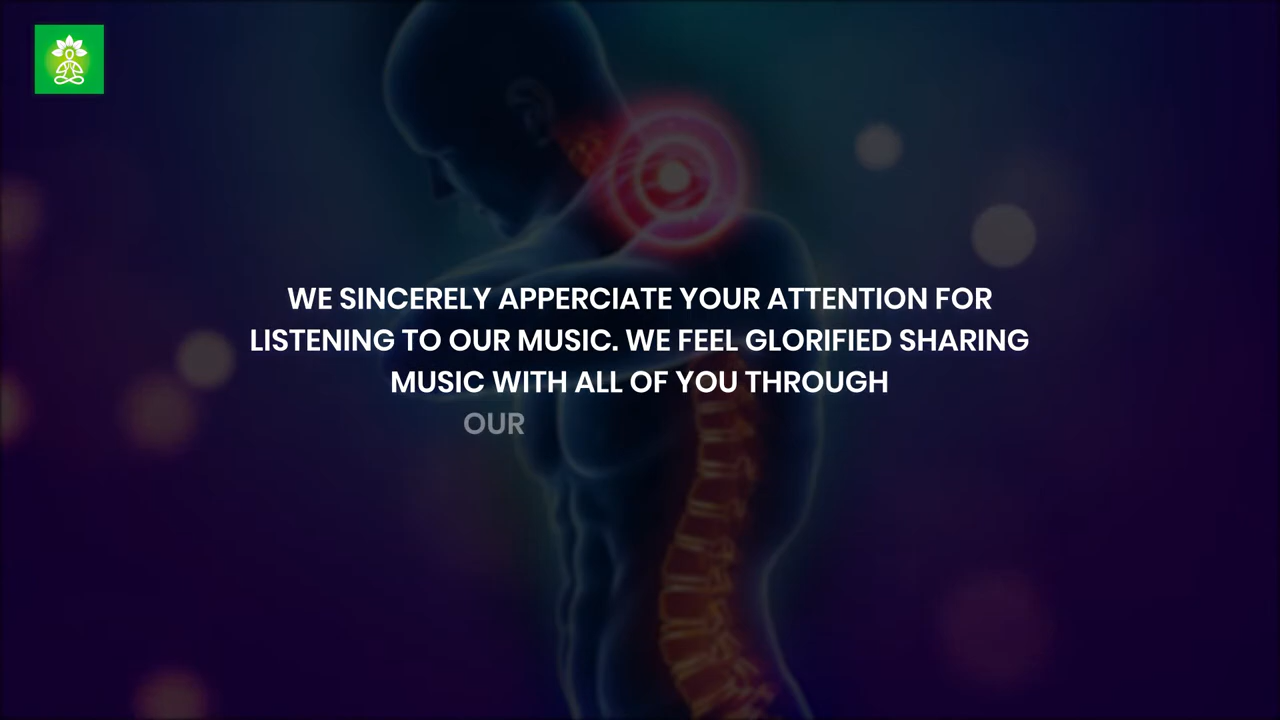 WE SINCERELY APPERCIATE YOUR ATTENTION FOR
LISTENING TO OUR MUSIC. WE FEEL GLORIFIED SHARING
MUSIC WITH ALL OF YOU THROUGH
OUR